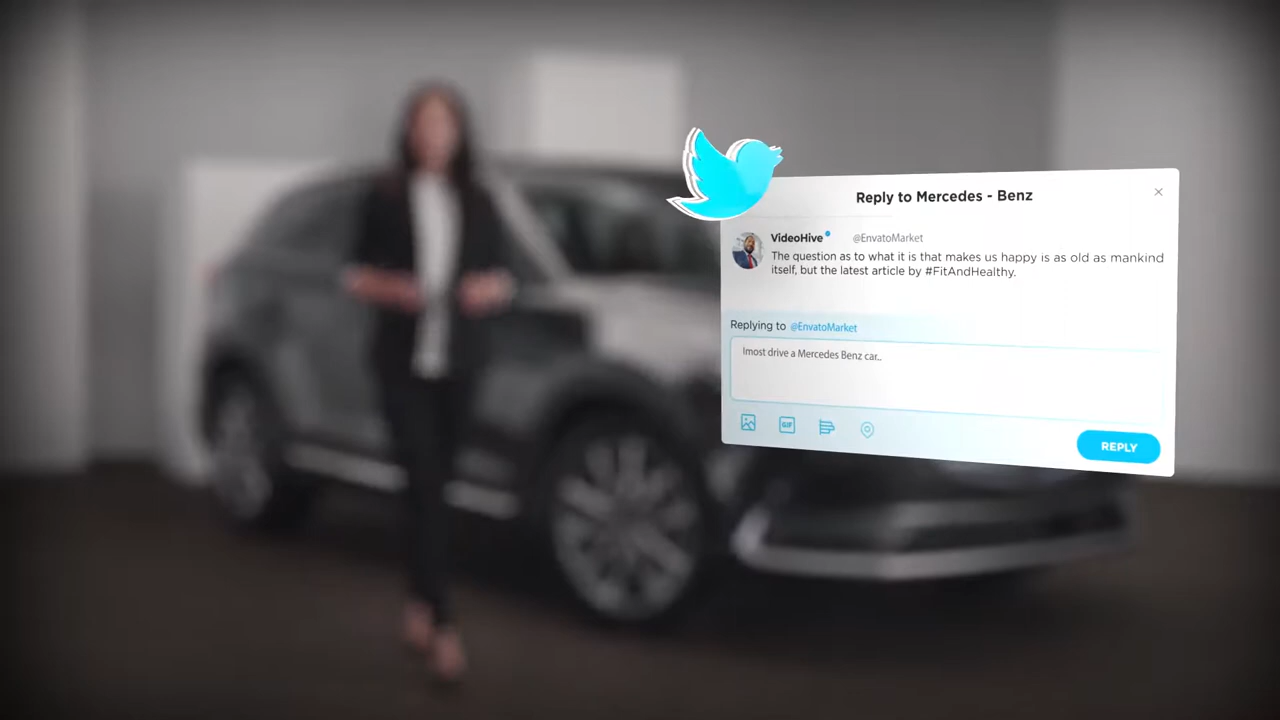 Reply to Mercedes - Benz
VideoHive @EnvatoMarket
The question as to what it is that makes us happy is as old as mankind
itself, but the latest article by #FitAndHealthy.
Replying to @EnvatoMarket
Imost drive a Mercedes Benz car..
GIF
REPLY